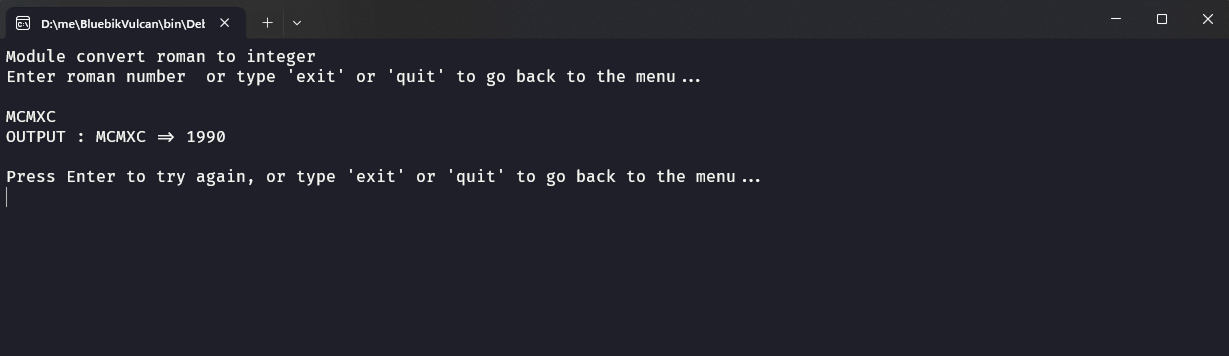 D:\me\BluebikVulcan\bin\Det
Module convert roman to integer
Enter roman number  or type 'exit' or 'quit' to go back to the menu...
MCMXC
OUTPUT : MCMXC => 1990
Press Enter to try again, or type 'exit' or 'quit' to go back to the menu...